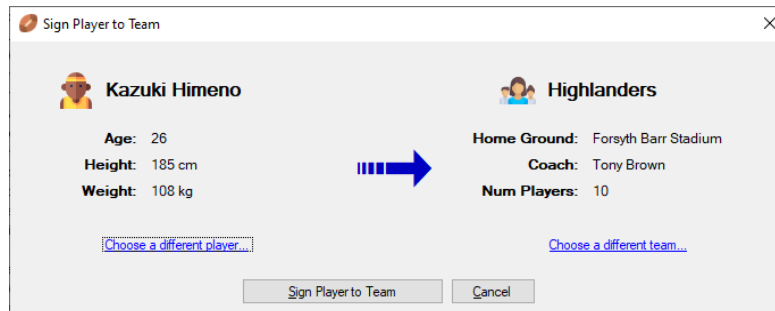 Sign Player to Team
Kazuki Himeno
Age: 26
Height: 185 cm
Weight: 108 kg
Choose a different player...
Highlanders
Home Ground: Forsyth Barr Stadium
Coach: Tony Brown
Num Players: 10
Choose a different team...
Sign Player to Team
Cancel